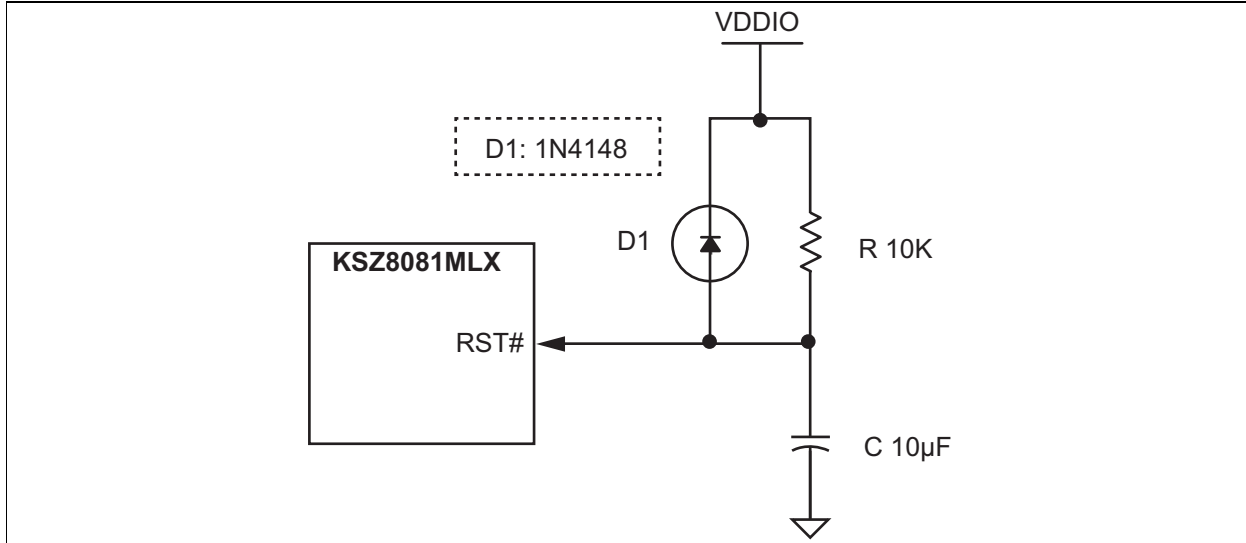 VDDIO
D1: 1N4148
D1
R 10K
KSZ8081MLX
RST#
C 10µF